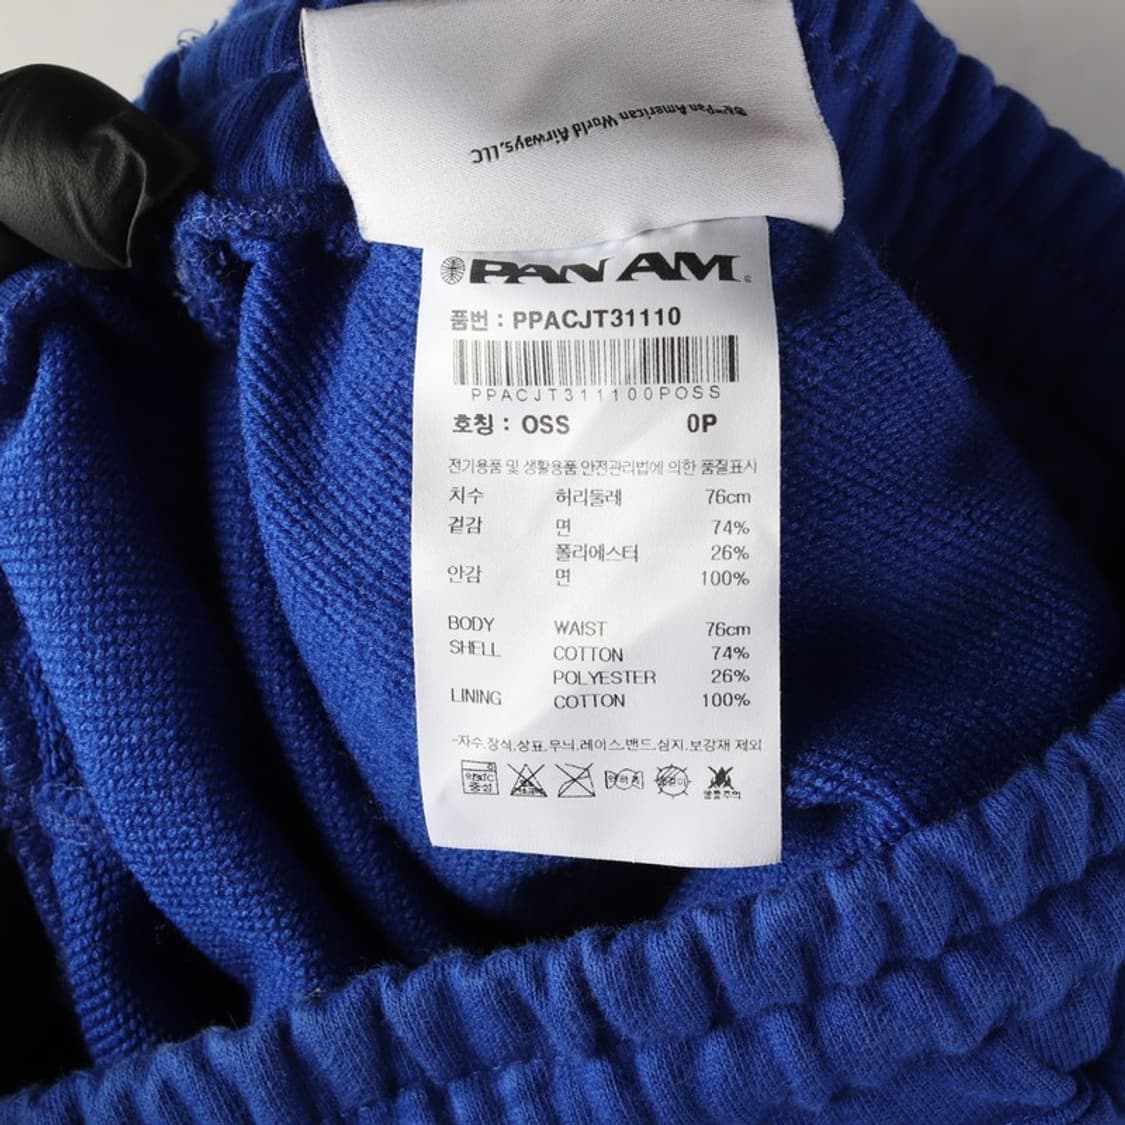 Pan American World Airways, LLC
PAN AM
품번 : PPACJT31110
PPACJT311100POSS
호칭 : OSS 0P
전기용품 및 생활용품 안전관리법에 의한 품질표시
치수 허리둘레 76cm
겉감 면 74%
폴리에스터 26%
안감 면 100%
BODY WAIST 76cm
SHELL COTTON 74%
POLYESTER 26%
LINING COTTON 100%
-자수.장식.상표.무늬.레이스.밴드.심지.보강재 제외
중성